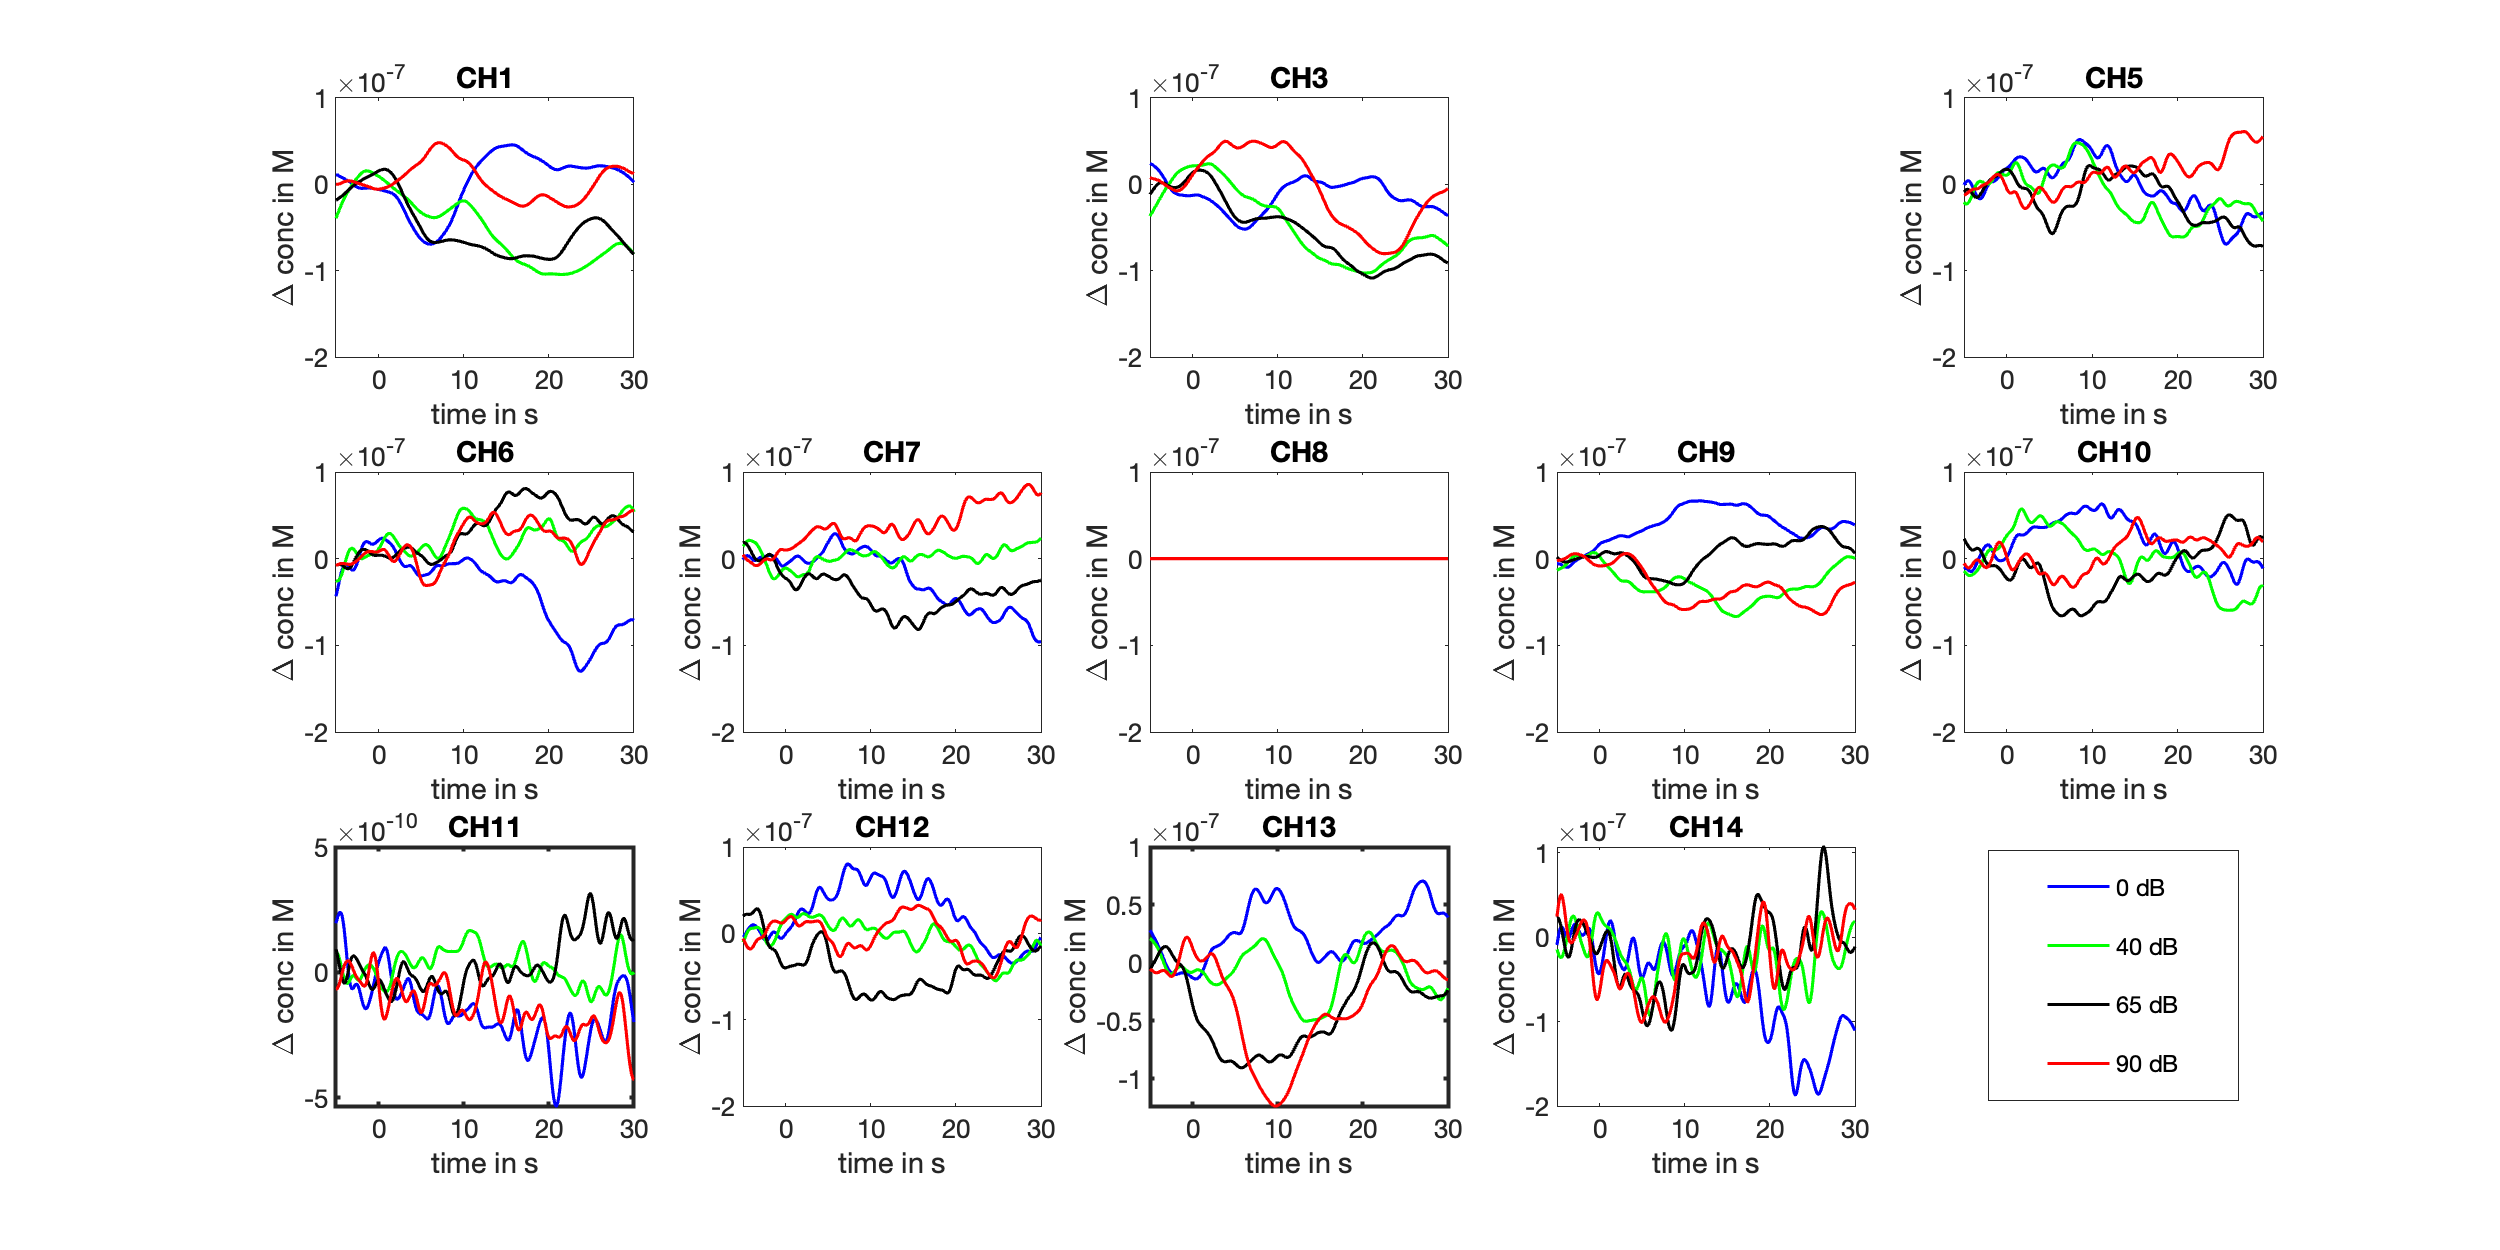 ×10-7 CH1
1
0
-1
-2
Δ conc in M
0 10 20 30
time in s
×10-7 CH3
1
0
-1
-2
Δ conc in M
0 10 20 30
time in s
×10-7 CH5
1
0
-1
-2
Δ conc in M
0 10 20 30
time in s
×10-7 CH6
1
0
-1
-2
Δ conc in M
0 10 20 30
time in s
×10-7 CH7
1
0
-1
-2
Δ conc in M
0 10 20 30
time in s
×10-7 CH8
1
0
-1
-2
Δ conc in M
0 10 20 30
time in s
×10-7 CH9
1
0
-1
-2
Δ conc in M
0 10 20 30
time in s
×10-7 CH10
1
0
-1
-2
Δ conc in M
0 10 20 30
time in s
×10-10 CH11
5
0
-5
Δ conc in M
0 10 20 30
time in s
×10-7 CH12
1
0
-1
-2
Δ conc in M
0 10 20 30
time in s
×10-7 CH13
1
0.5
0
-0.5
-1
Δ conc in M
0 10 20 30
time in s
×10-7 CH14
1
0
-1
-2
Δ conc in M
0 10 20 30
time in s
0 dB
40 dB
65 dB
90 dB